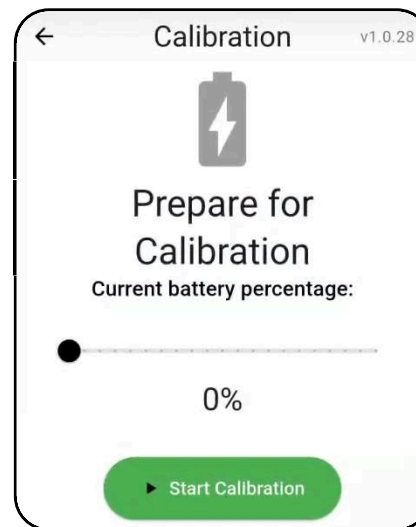 Calibration v1.0.28
Prepare for
Calibration
Current battery percentage:
0%
Start Calibration